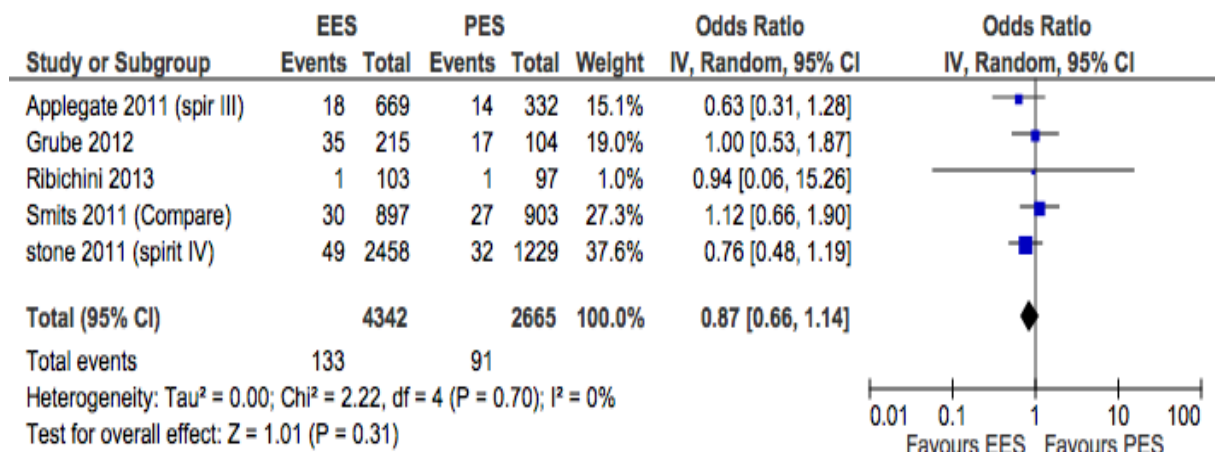 EES PES Odds Ratio Odds Ratio
Study or Subgroup Events Total Events Total Weight IV, Random, 95% CI IV, Random, 95% CI
Applegate 2011 (spir III) 18 669 14 332 15.1% 0.63 [0.31, 1.28]
Grube 2012 35 215 17 104 19.0% 1.00 [0.53, 1.87]
Ribichini 2013 1 103 1 97 1.0% 0.94 [0.06, 15.26]
Smits 2011 (Compare) 30 897 27 903 27.3% 1.12 [0.66, 1.90]
stone 2011 (spirit IV) 49 2458 32 1229 37.6% 0.76 [0.48, 1.19]
Total (95% CI) 4342 2665 100.0% 0.87 [0.66, 1.14]
Total events 133 91
Heterogeneity: Tau² = 0.00; Chi² = 2.22, df = 4 (P = 0.70); I² = 0%
Test for overall effect: Z = 1.01 (P = 0.31)
0.01 0.1 1 10 100
Favours EES Favours PES